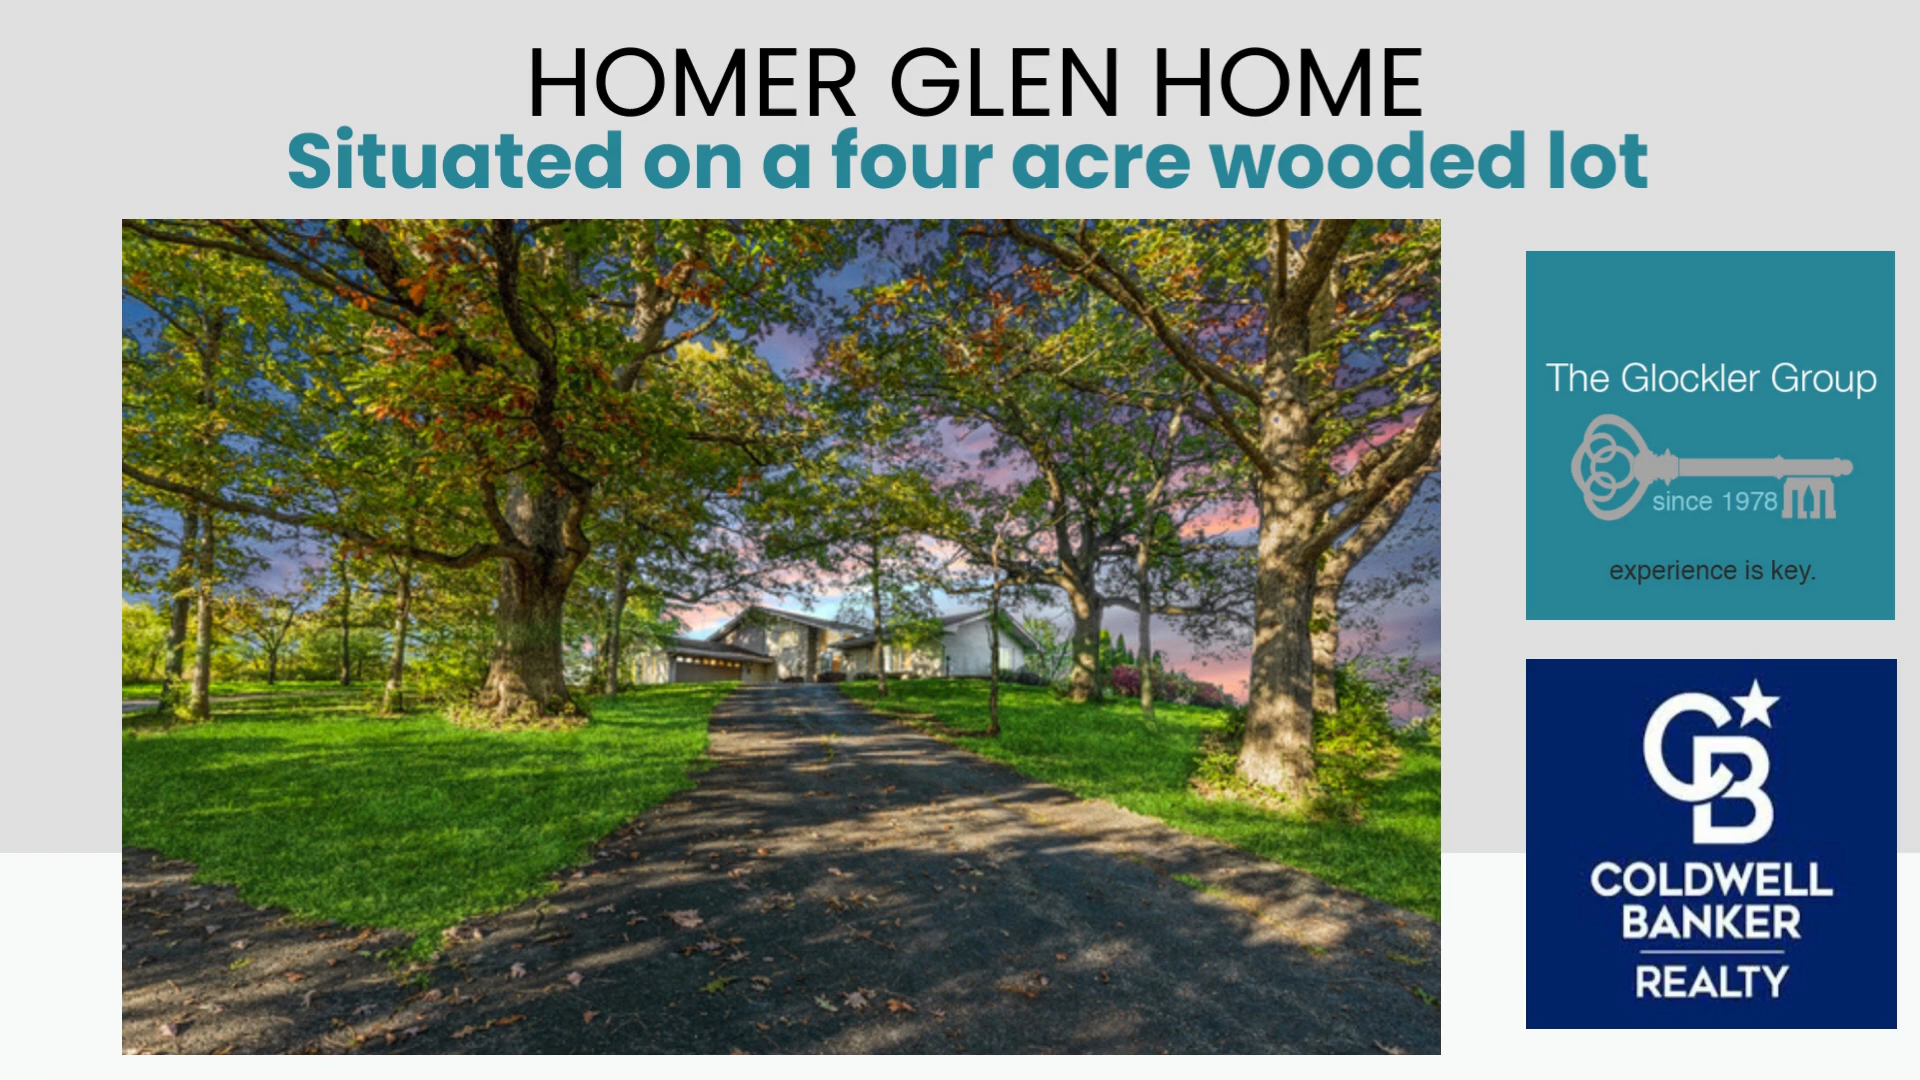 HOMER GLEN HOME
Situated on a four acre wooded lot
The Glockler Group
since 1978
experience is key.
CB
COLDWELL
BANKER
REALTY